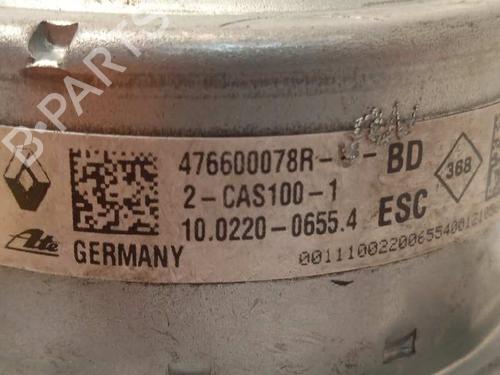 B-PARTS
476600078R- - BD
2-CAS100-1
10.0220-0655.4 ESC
368
Ate
GERMANY